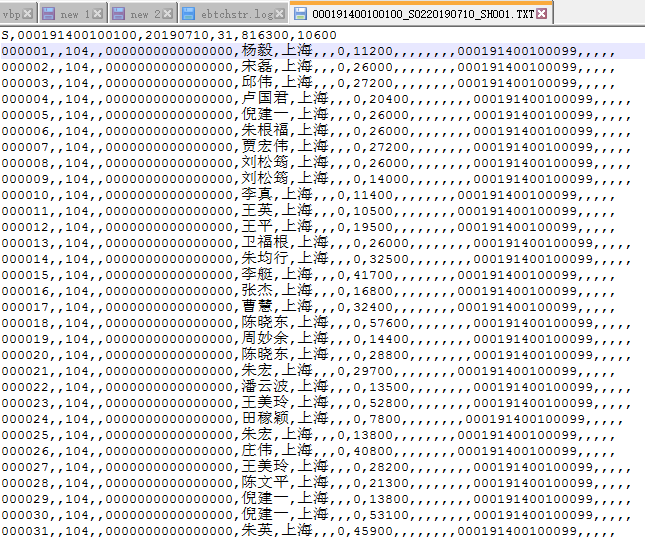 vbp new 1 new 2 ebtchstr.log 000191400100100_S0220190710_SH001.TXT
S,000191400100100,20190710,31,816300,10600
000001,,104,,0000000000000000,杨毅,上海,,,0,11200,,,,,,,,000191400100099,,,,,
000002,,104,,0000000000000000,宋磊,上海,,,0,26000,,,,,,,,000191400100099,,,,,
000003,,104,,0000000000000000,邱伟,上海,,,0,27200,,,,,,,,000191400100099,,,,,
000004,,104,,0000000000000000,卢国君,上海,,,0,20400,,,,,,,,000191400100099,,,,,
000005,,104,,0000000000000000,倪建一,上海,,,0,26000,,,,,,,,000191400100099,,,,,
000006,,104,,0000000000000000,朱根福,上海,,,0,26000,,,,,,,,000191400100099,,,,,
000007,,104,,0000000000000000,贾宏伟,上海,,,0,27200,,,,,,,,000191400100099,,,,,
000008,,104,,0000000000000000,刘松筠,上海,,,0,26000,,,,,,,,000191400100099,,,,,
000009,,104,,0000000000000000,刘松筠,上海,,,0,14000,,,,,,,,000191400100099,,,,,
000010,,104,,0000000000000000,李真,上海,,,0,11400,,,,,,,,000191400100099,,,,,
000011,,104,,0000000000000000,王英,上海,,,0,10500,,,,,,,,000191400100099,,,,,
000012,,104,,0000000000000000,王平,上海,,,0,19500,,,,,,,,000191400100099,,,,,
000013,,104,,0000000000000000,卫福根,上海,,,0,26000,,,,,,,,000191400100099,,,,,
000014,,104,,0000000000000000,朱均行,上海,,,0,32500,,,,,,,,000191400100099,,,,,
000015,,104,,0000000000000000,李艇,上海,,,0,41700,,,,,,,,000191400100099,,,,,
000016,,104,,0000000000000000,张杰,上海,,,0,16800,,,,,,,,000191400100099,,,,,
000017,,104,,0000000000000000,曹慧,上海,,,0,32400,,,,,,,,000191400100099,,,,,
000018,,104,,0000000000000000,陈晓东,上海,,,0,57600,,,,,,,,000191400100099,,,,,
000019,,104,,0000000000000000,周妙余,上海,,,0,14400,,,,,,,,000191400100099,,,,,
000020,,104,,0000000000000000,陈晓东,上海,,,0,28800,,,,,,,,000191400100099,,,,,
000021,,104,,0000000000000000,朱宏,上海,,,0,29700,,,,,,,,000191400100099,,,,,
000022,,104,,0000000000000000,潘云波,上海,,,0,13500,,,,,,,,000191400100099,,,,,
000023,,104,,0000000000000000,王美玲,上海,,,0,52800,,,,,,,,000191400100099,,,,,
000024,,104,,0000000000000000,田稼颖,上海,,,0,7800,,,,,,,,000191400100099,,,,,
000025,,104,,0000000000000000,朱宏,上海,,,0,13800,,,,,,,,000191400100099,,,,,
000026,,104,,0000000000000000,庄伟,上海,,,0,40800,,,,,,,,000191400100099,,,,,
000027,,104,,0000000000000000,王美玲,上海,,,0,28200,,,,,,,,000191400100099,,,,,
000028,,104,,0000000000000000,陈文平,上海,,,0,21300,,,,,,,,000191400100099,,,,,
000029,,104,,0000000000000000,倪建一,上海,,,0,13800,,,,,,,,000191400100099,,,,,
000030,,104,,0000000000000000,倪建一,上海,,,0,53100,,,,,,,,000191400100099,,,,,
000031,,104,,0000000000000000,朱英,上海,,,0,45900,,,,,,,,000191400100099,,,,,